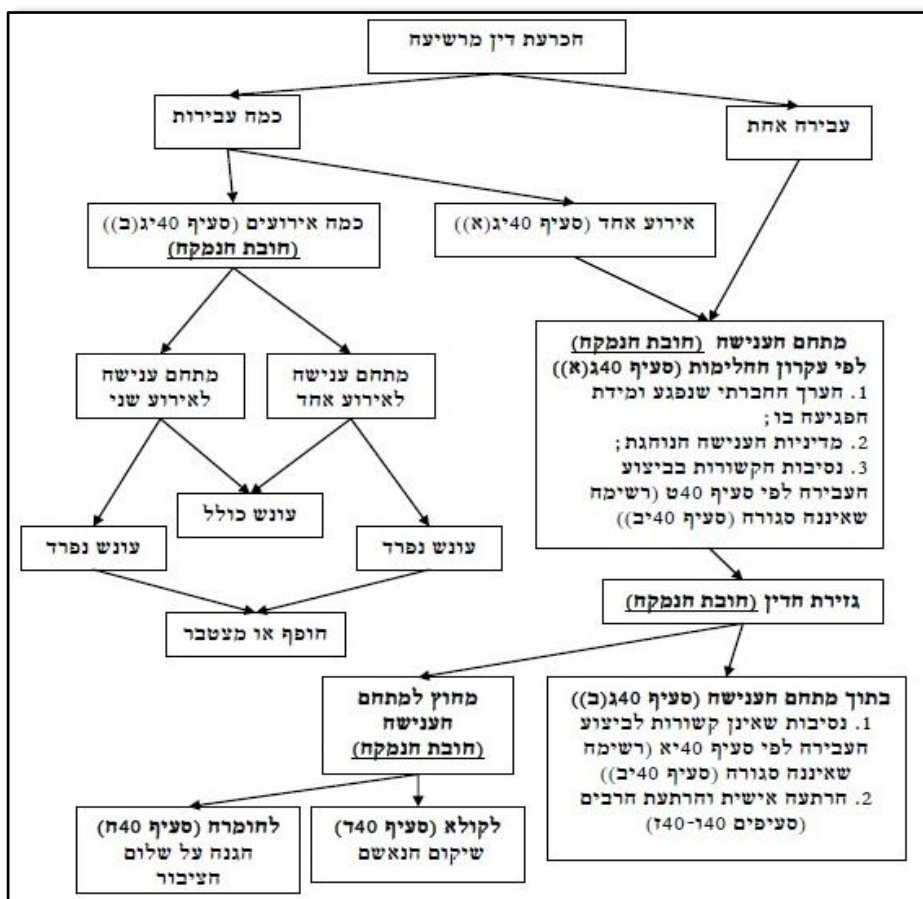 הכרעת דין מרשיעה
עבירה אחת
כמה עבירות
אירוע אחד (סעיף 40יג(א))
כמה אירועים (סעיף 40יג(ב))
(חובת הנמקה)
מתחם הענישה (חובת הנמקה)
לפי עקרון ההלימות (סעיף 40ג(א))
1. הערך החברתי שנפגע ומידת
הפגיעה בו;
2. מדיניות הענישה הנוהגת;
3. נסיבות הקשורות בביצוע
העבירה לפי סעיף 40ט (רשימה
שאיננה סגורה (סעיף 40יב))
מתחם ענישה
לאירוע אחד
מתחם ענישה
לאירוע שני
עונש כולל
עונש נפרד
עונש נפרד
חופף או מצטבר
גזירת הדין (חובת הנמקה)
בתוך מתחם הענישה (סעיף 40ג(ב))
1. נסיבות שאינן קשורות לביצוע
העבירה לפי סעיף 40יא (רשימה
שאיננה סגורה (סעיף 40יב))
2. הרתעה אישית והרתעת הרבים
(סעיפים 40ו-40ז)
מחוץ למתחם
הענישה
(חובת הנמקה)
לקולא (סעיף 40ד)
שיקום הנאשם
לחומרה (סעיף 40ה)
הגנה על שלום
הציבור